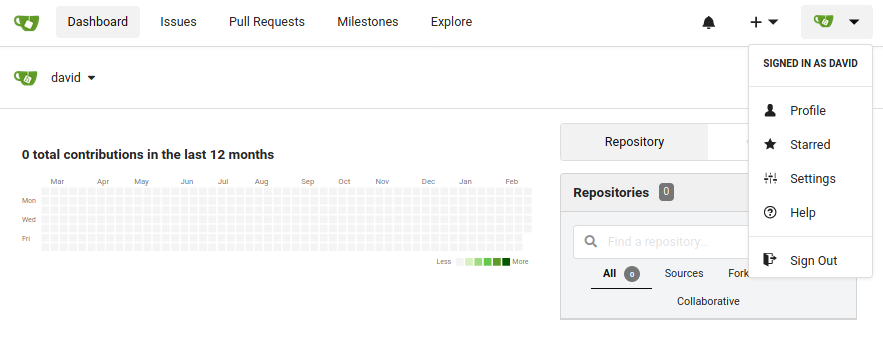 Dashboard Issues Pull Requests Milestones Explore
SIGNED IN AS DAVID
david
Profile
Starred
Settings
Help
Sign Out
0 total contributions in the last 12 months
Mar Apr May Jun Jul Aug Sep Oct Nov Dec Jan Feb
Mon
Wed
Fri
Less More
Repository
Repositories 0
Find a repository...
All 0 Sources Fork
Collaborative